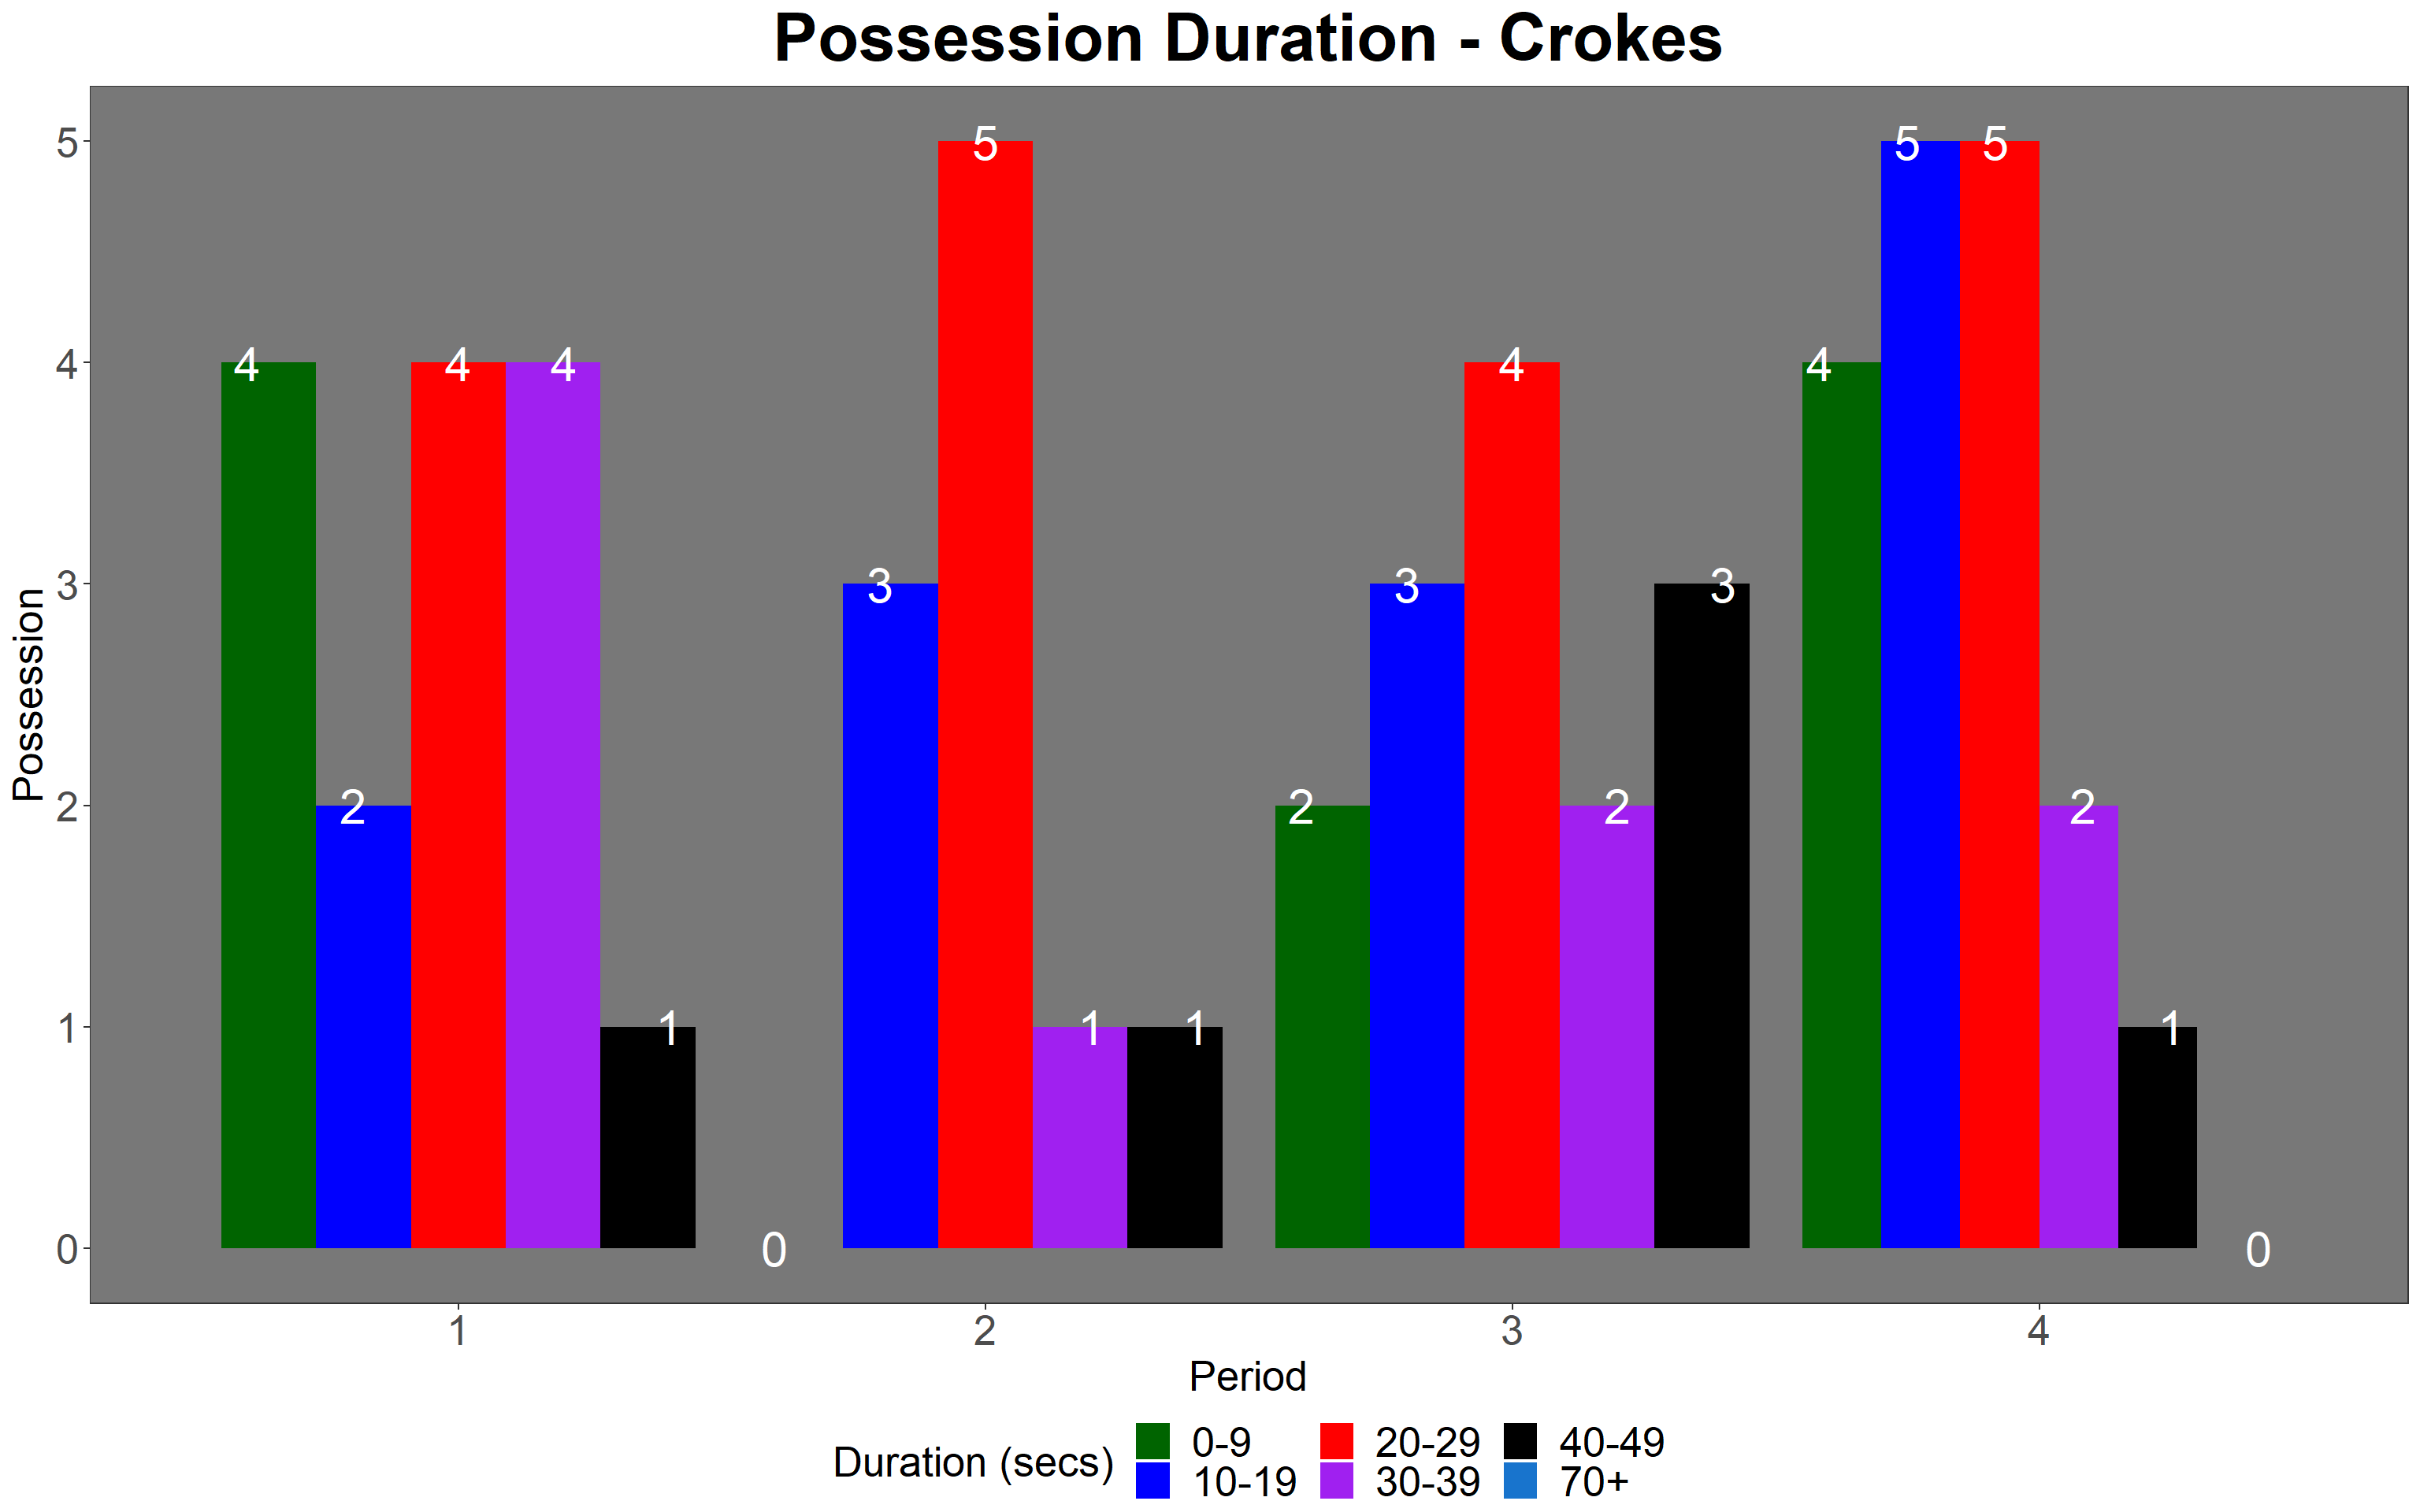 Possession Duration - Crokes
Possession
5
4
3
2
1
0
4 2 4 4 1
0 3 5 1 1
2 3 4 2 3
4 5 5 2 1 0
1 2 3 4
Period
Duration (secs)
0-9 20-29 40-49
10-19 30-39 70+